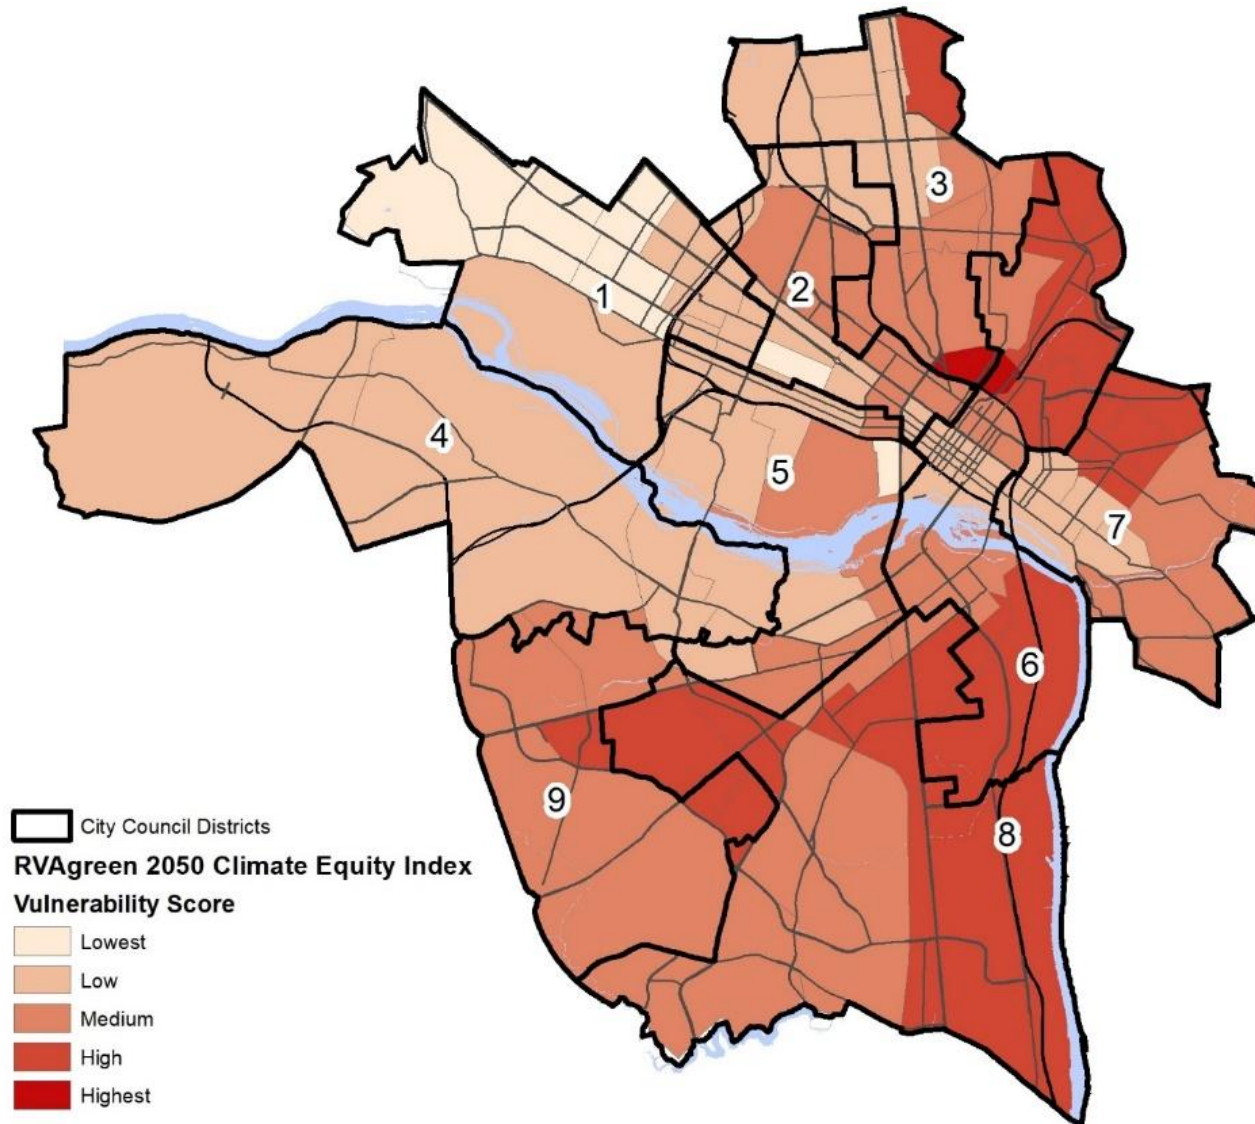 3
2
1
4
5
7
6
9
8
City Council Districts
RVAgreen 2050 Climate Equity Index
Vulnerability Score
Lowest
Low
Medium
High
Highest